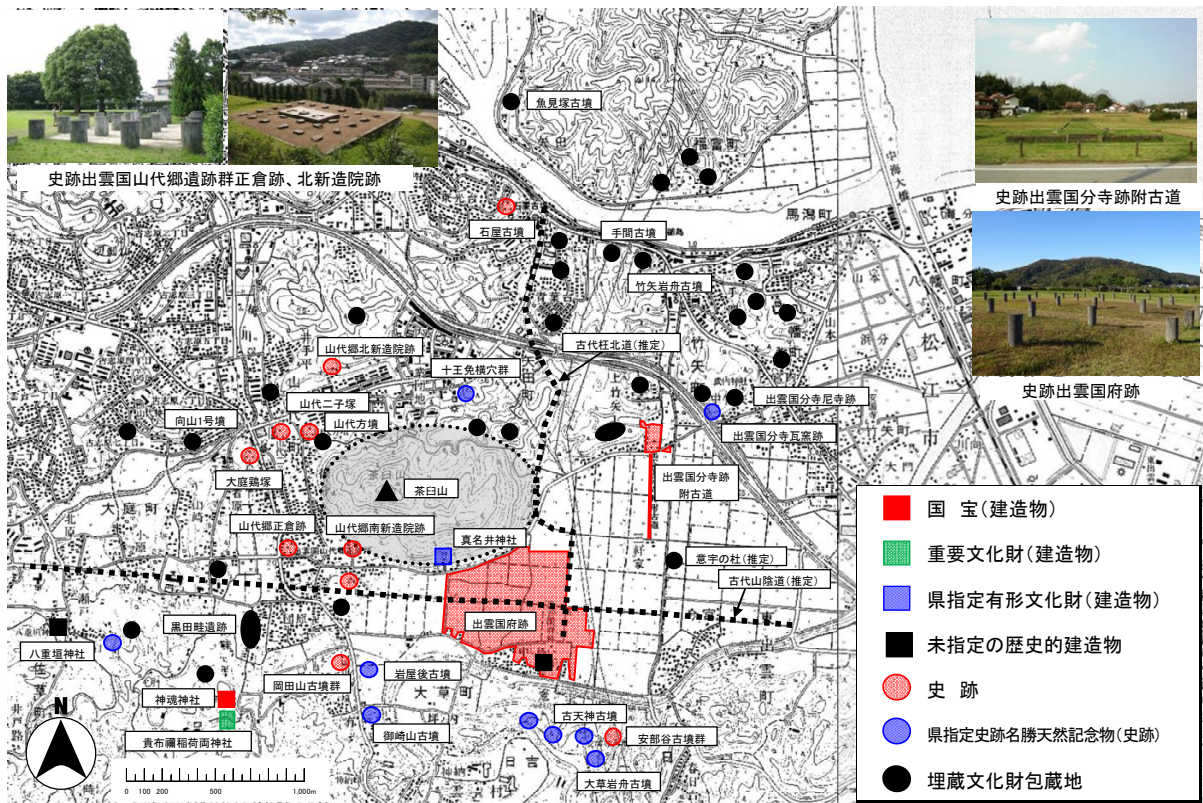 史跡出雲国山代郷遺跡群正倉跡、北新造院跡
史跡出雲国分寺跡附古道
史跡出雲国府跡
魚見塚古墳
福富町
馬潟町
石屋古墳
手間古墳
竹矢岩舟古墳
古代枉北道(推定)
山代郷北新造院跡
十王免横穴群
出雲国分寺尼寺跡
出雲国分寺瓦窯跡
向山1号墳
山代二子塚
山代方墳
大庭鶏塚
茶臼山
出雲国分寺跡
附古道
大庭町
山代郷正倉跡
山代郷南新造院跡
真名井神社
意宇の杜(推定)
古代山陰道(推定)
黒田畦遺跡
出雲国府跡
八重垣神社
神魂神社
岡田山古墳群
岩屋後古墳
大草町
貴布禰稲荷両神社
御崎山古墳
古天神古墳
安部谷古墳群
大草岩舟古墳
竹矢町
八幡町
松江市
出雲町
佐草町
日吉
N
0 100 200 500 1,000m
国 宝(建造物)
重要文化財(建造物)
県指定有形文化財(建造物)
未指定の歴史的建造物
史 跡
県指定史跡名勝天然記念物(史跡)
埋蔵文化財包蔵地